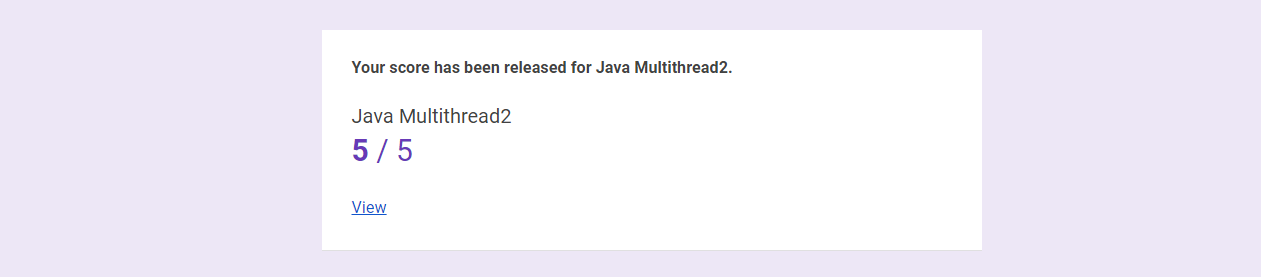 Your score has been released for Java Multithread2.
Java Multithread2
5 / 5
View